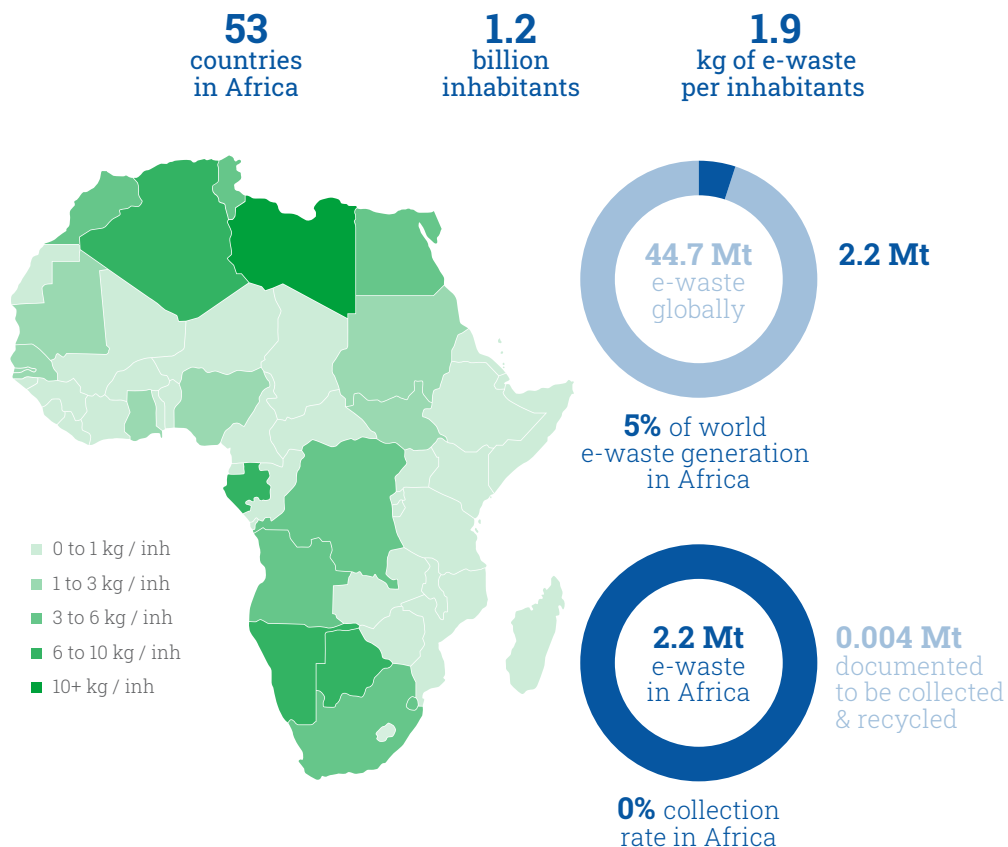 53
countries
in Africa
1.2
billion
inhabitants
1.9
kg of e-waste
per inhabitants
44.7 Mt
e-waste
globally
2.2 Mt
5% of world
e-waste generation
in Africa
0 to 1 kg / inh
1 to 3 kg / inh
3 to 6 kg / inh
6 to 10 kg / inh
10+ kg / inh
2.2 Mt
e-waste
in Africa
0.004 Mt
documented
to be collected
& recycled
0% collection
rate in Africa